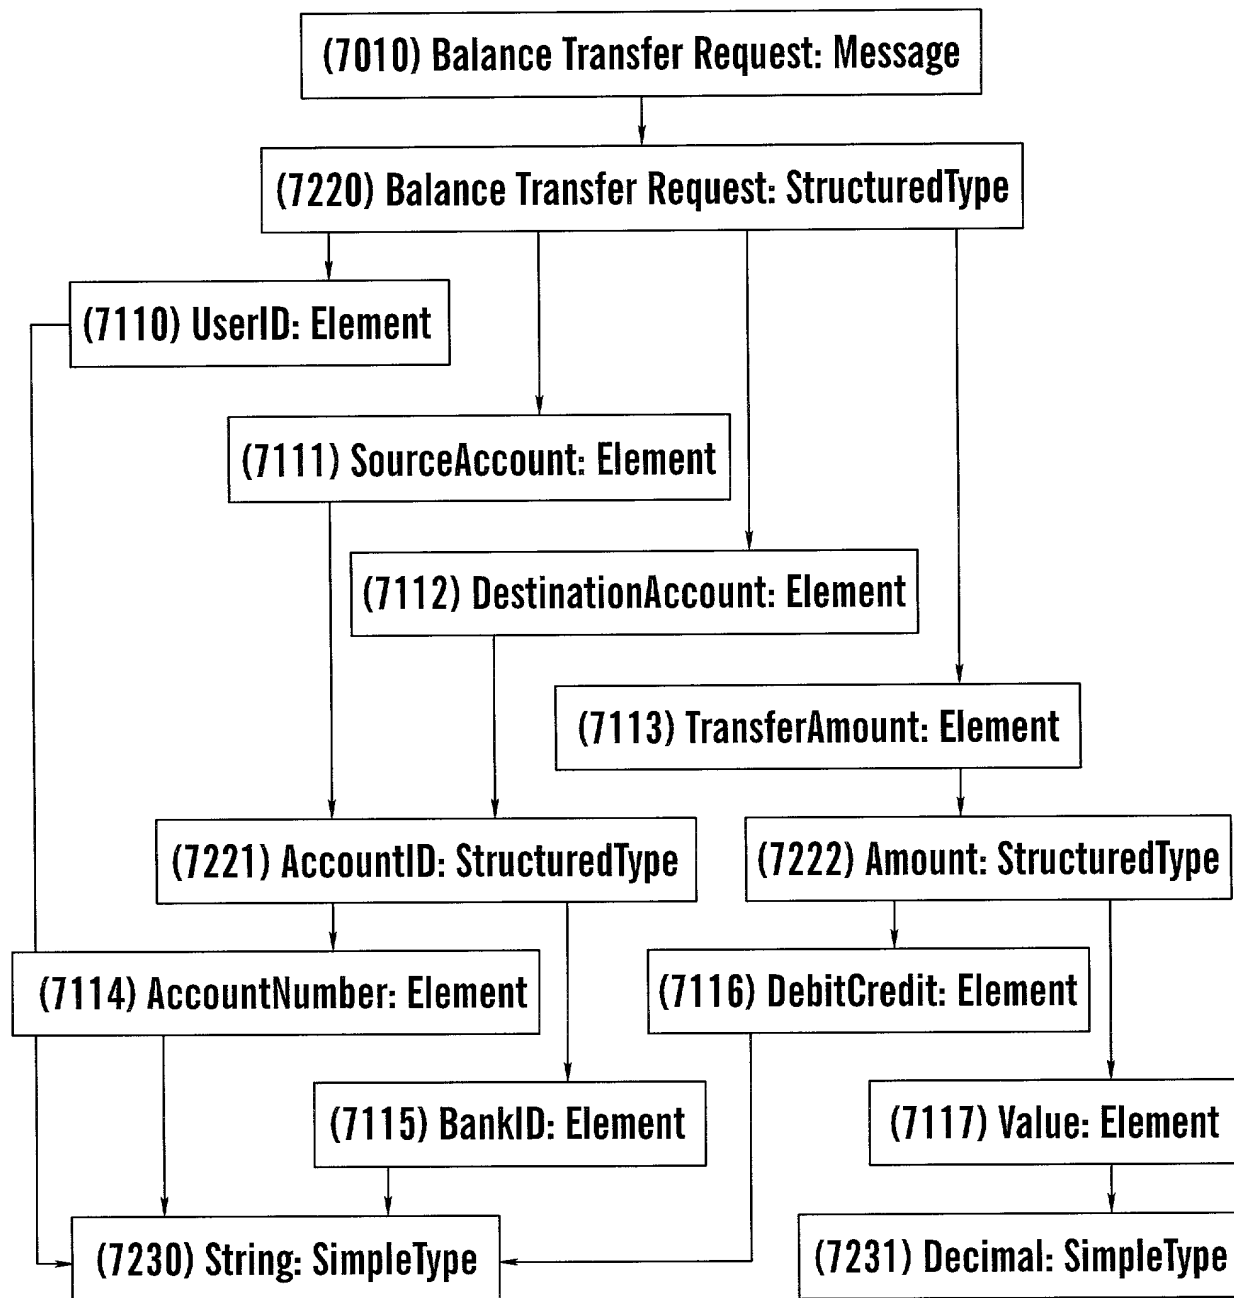 (7010) Balance Transfer Request: Message
(7220) Balance Transfer Request: StructuredType
(7110) UserID: Element
(7111) SourceAccount: Element
(7112) DestinationAccount: Element
(7113) TransferAmount: Element
(7221) AccountID: StructuredType
(7222) Amount: StructuredType
(7114) AccountNumber: Element
(7116) DebitCredit: Element
(7115) BankID: Element
(7117) Value: Element
(7230) String: SimpleType
(7231) Decimal: SimpleType